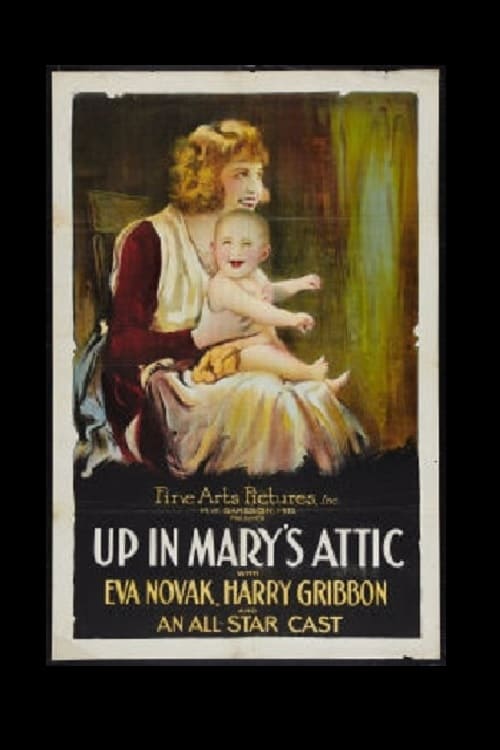 Fine Arts Pictures, Inc.
PRESENTS
UP IN MARY'S ATTIC
WITH
EVA NOVAK, HARRY GRIBBON
AND
AN ALL STAR CAST